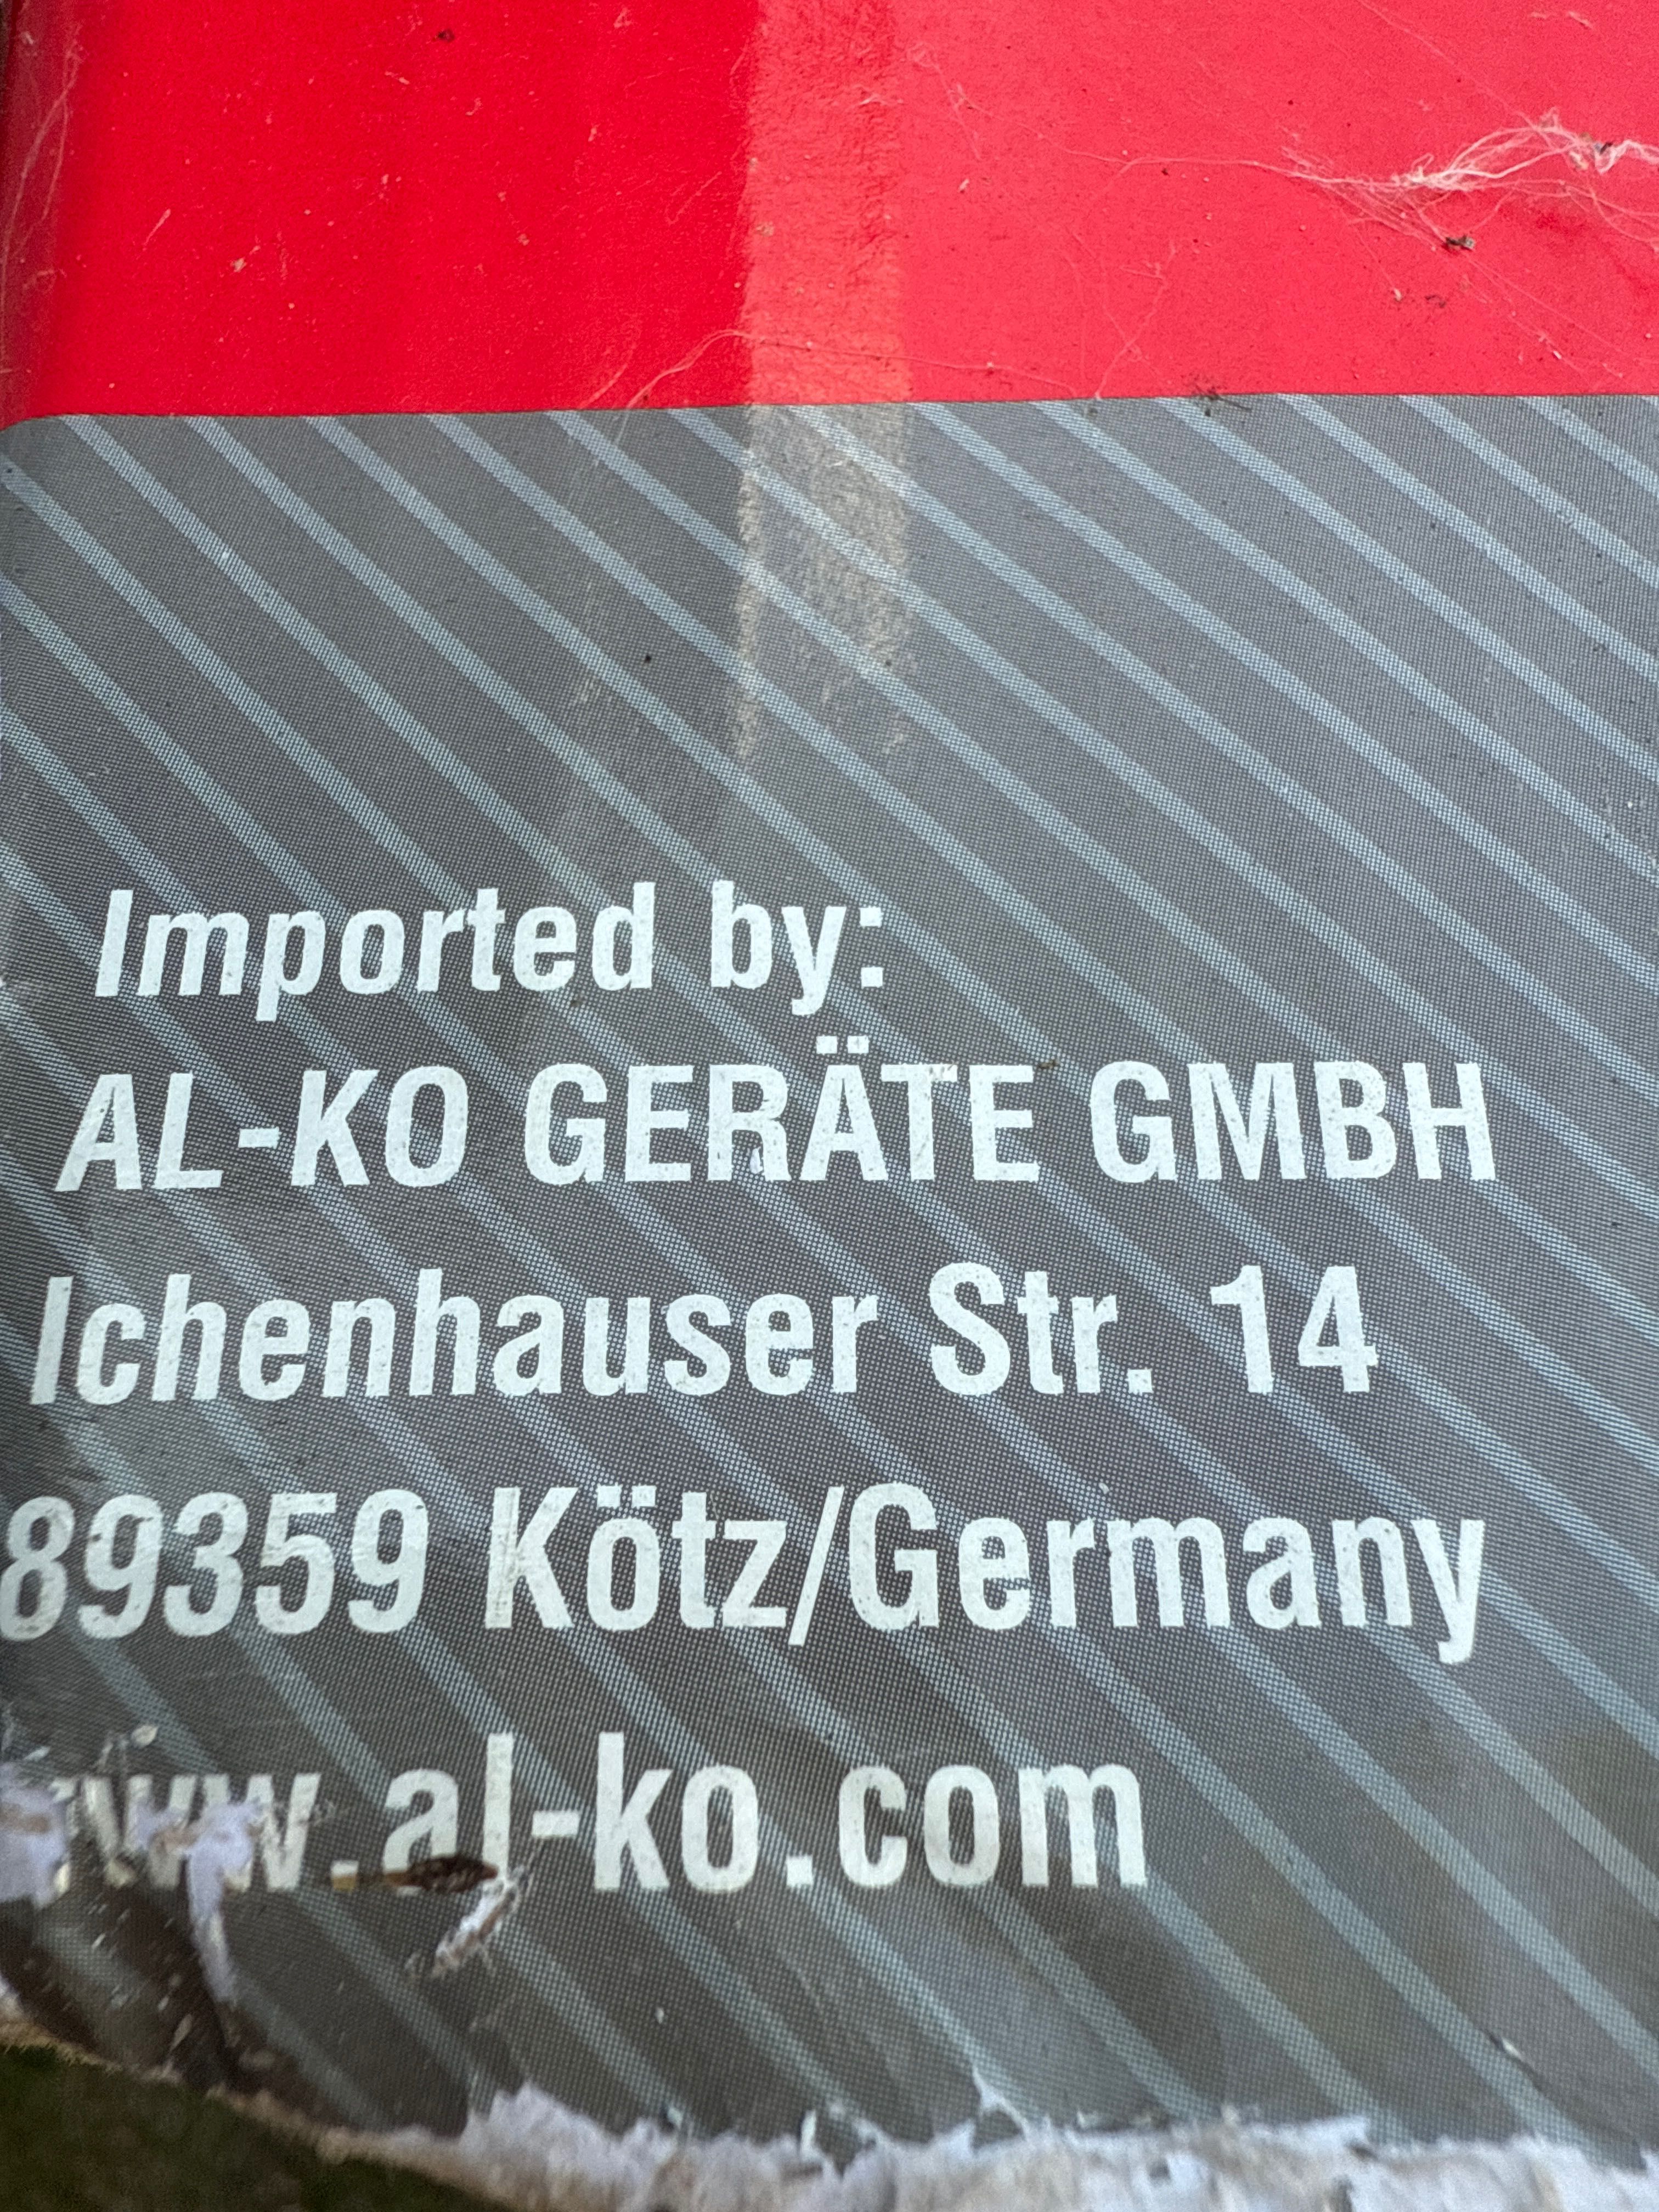 Imported by:
AL-KO GERÄTE GMBH
Ichenhauser Str. 14
89359 Kötz/Germany
www.al-ko.com